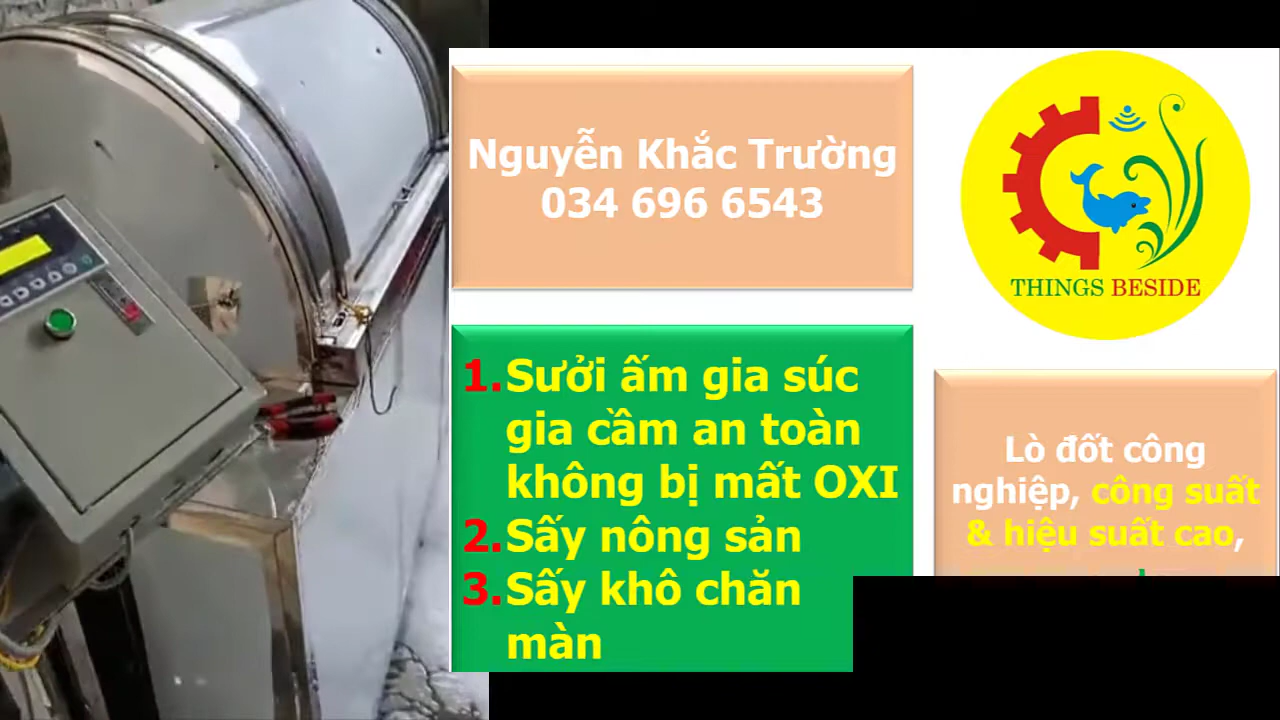 Nguyễn Khắc Trường
034 696 6543
THINGS BESIDE
1. Sưởi ấm gia súc
gia cầm an toàn
không bị mất OXI
2. Sấy nông sản
3. Sấy khô chăn
màn
Lò đốt công
nghiệp, công suất
& hiệu suất cao,